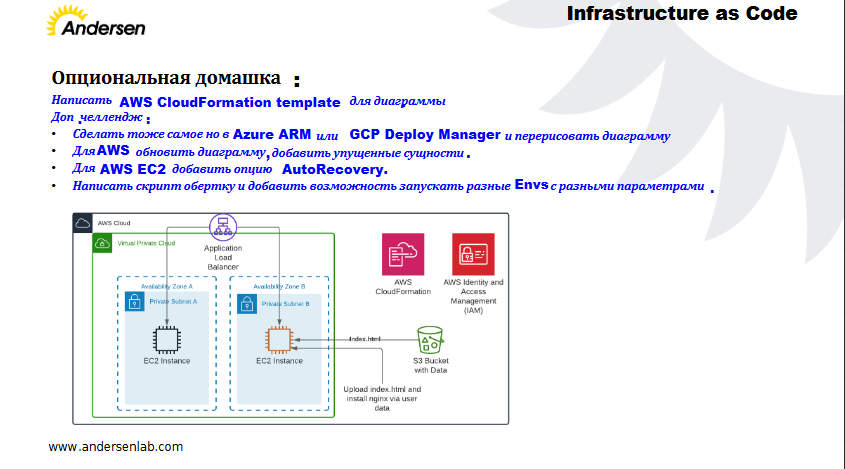 Andersen
Infrastructure as Code
Опциональная домашка :
Написать AWS CloudFormation template для диаграммы
Доп .челлендж :
• Сделать тоже самое но в Azure ARM или GCP Deploy Manager и перерисовать диаграмму
• Для AWS обновить диаграмму, добавить упущенные сущности .
• Для AWS EC2 добавить опцию AutoRecovery.
• Написать скрипт обертку и добавить возможность запускать разные Envs с разными параметрами .
AWS Cloud
Virtual Private Cloud
Application
Load
Balancer
Availability Zone A
Availability Zone B
Private Subnet A
Private Subnet B
EC2 Instance
EC2 Instance
AWS
CloudFormation
AWS Identity and
Access
Management
(IAM)
Index.html
S3 Bucket
with Data
Upload index.html and
install nginx via user
data
www.andersenlab.com